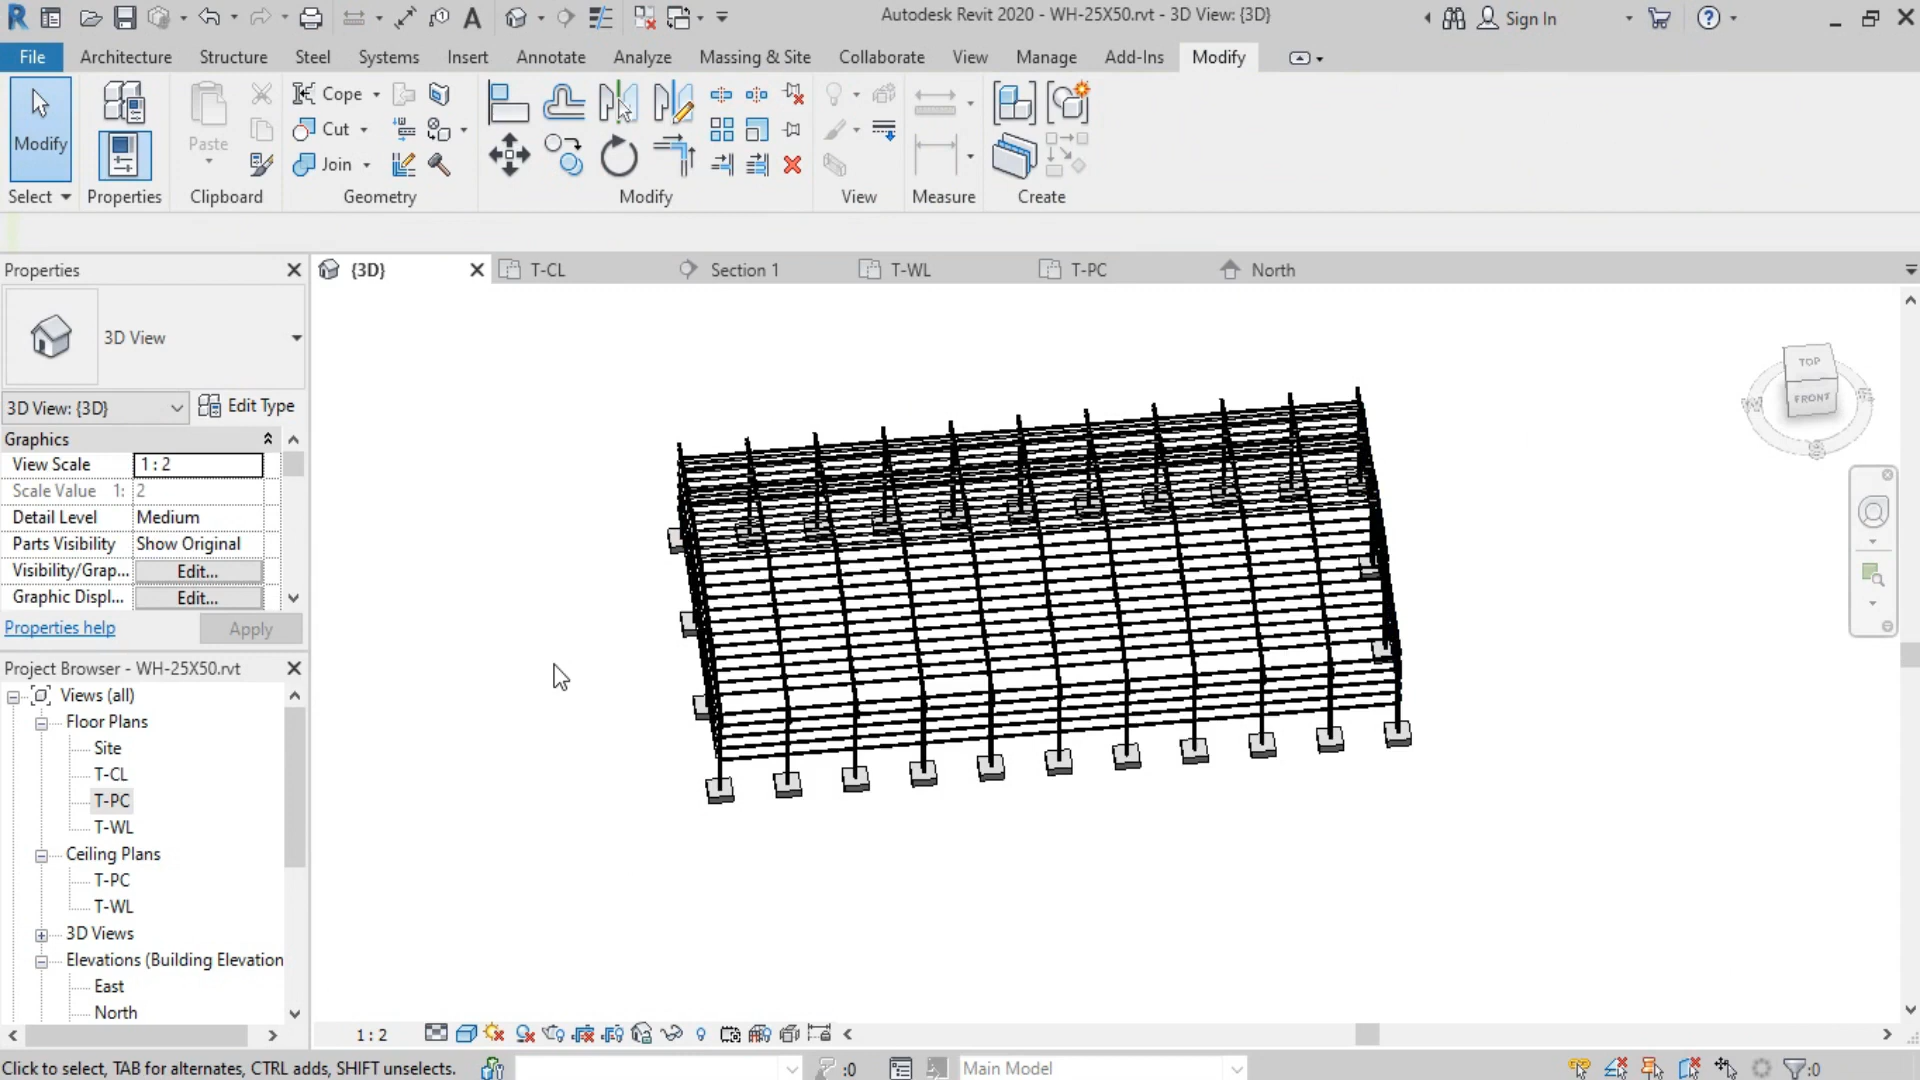 Autodesk Revit 2020 - WH-25X50.rvt - 3D View: {3D}
Sign In
File Architecture Structure Steel Systems Insert Annotate Analyze Massing & Site Collaborate View Manage Add-Ins Modify
Modify
Paste
Cope
Cut
Join
Select Properties Clipboard Geometry Modify View Measure Create
Properties
{3D} T-CL Section 1 T-WL T-PC North
3D View
3D View: {3D} Edit Type
Graphics
View Scale 1 : 2
Scale Value 1: 2
Detail Level Medium
Parts Visibility Show Original
Visibility/Grap... Edit...
Graphic Displ... Edit...
Properties help Apply
TOP
FRONT
W
S
Project Browser - WH-25X50.rvt
Views (all)
Floor Plans
Site
T-CL
T-PC
T-WL
Ceiling Plans
T-PC
T-WL
3D Views
Elevations (Building Elevation
East
North
1 : 2
Click to select, TAB for alternates, CTRL adds, SHIFT unselects. :0 Main Model :0